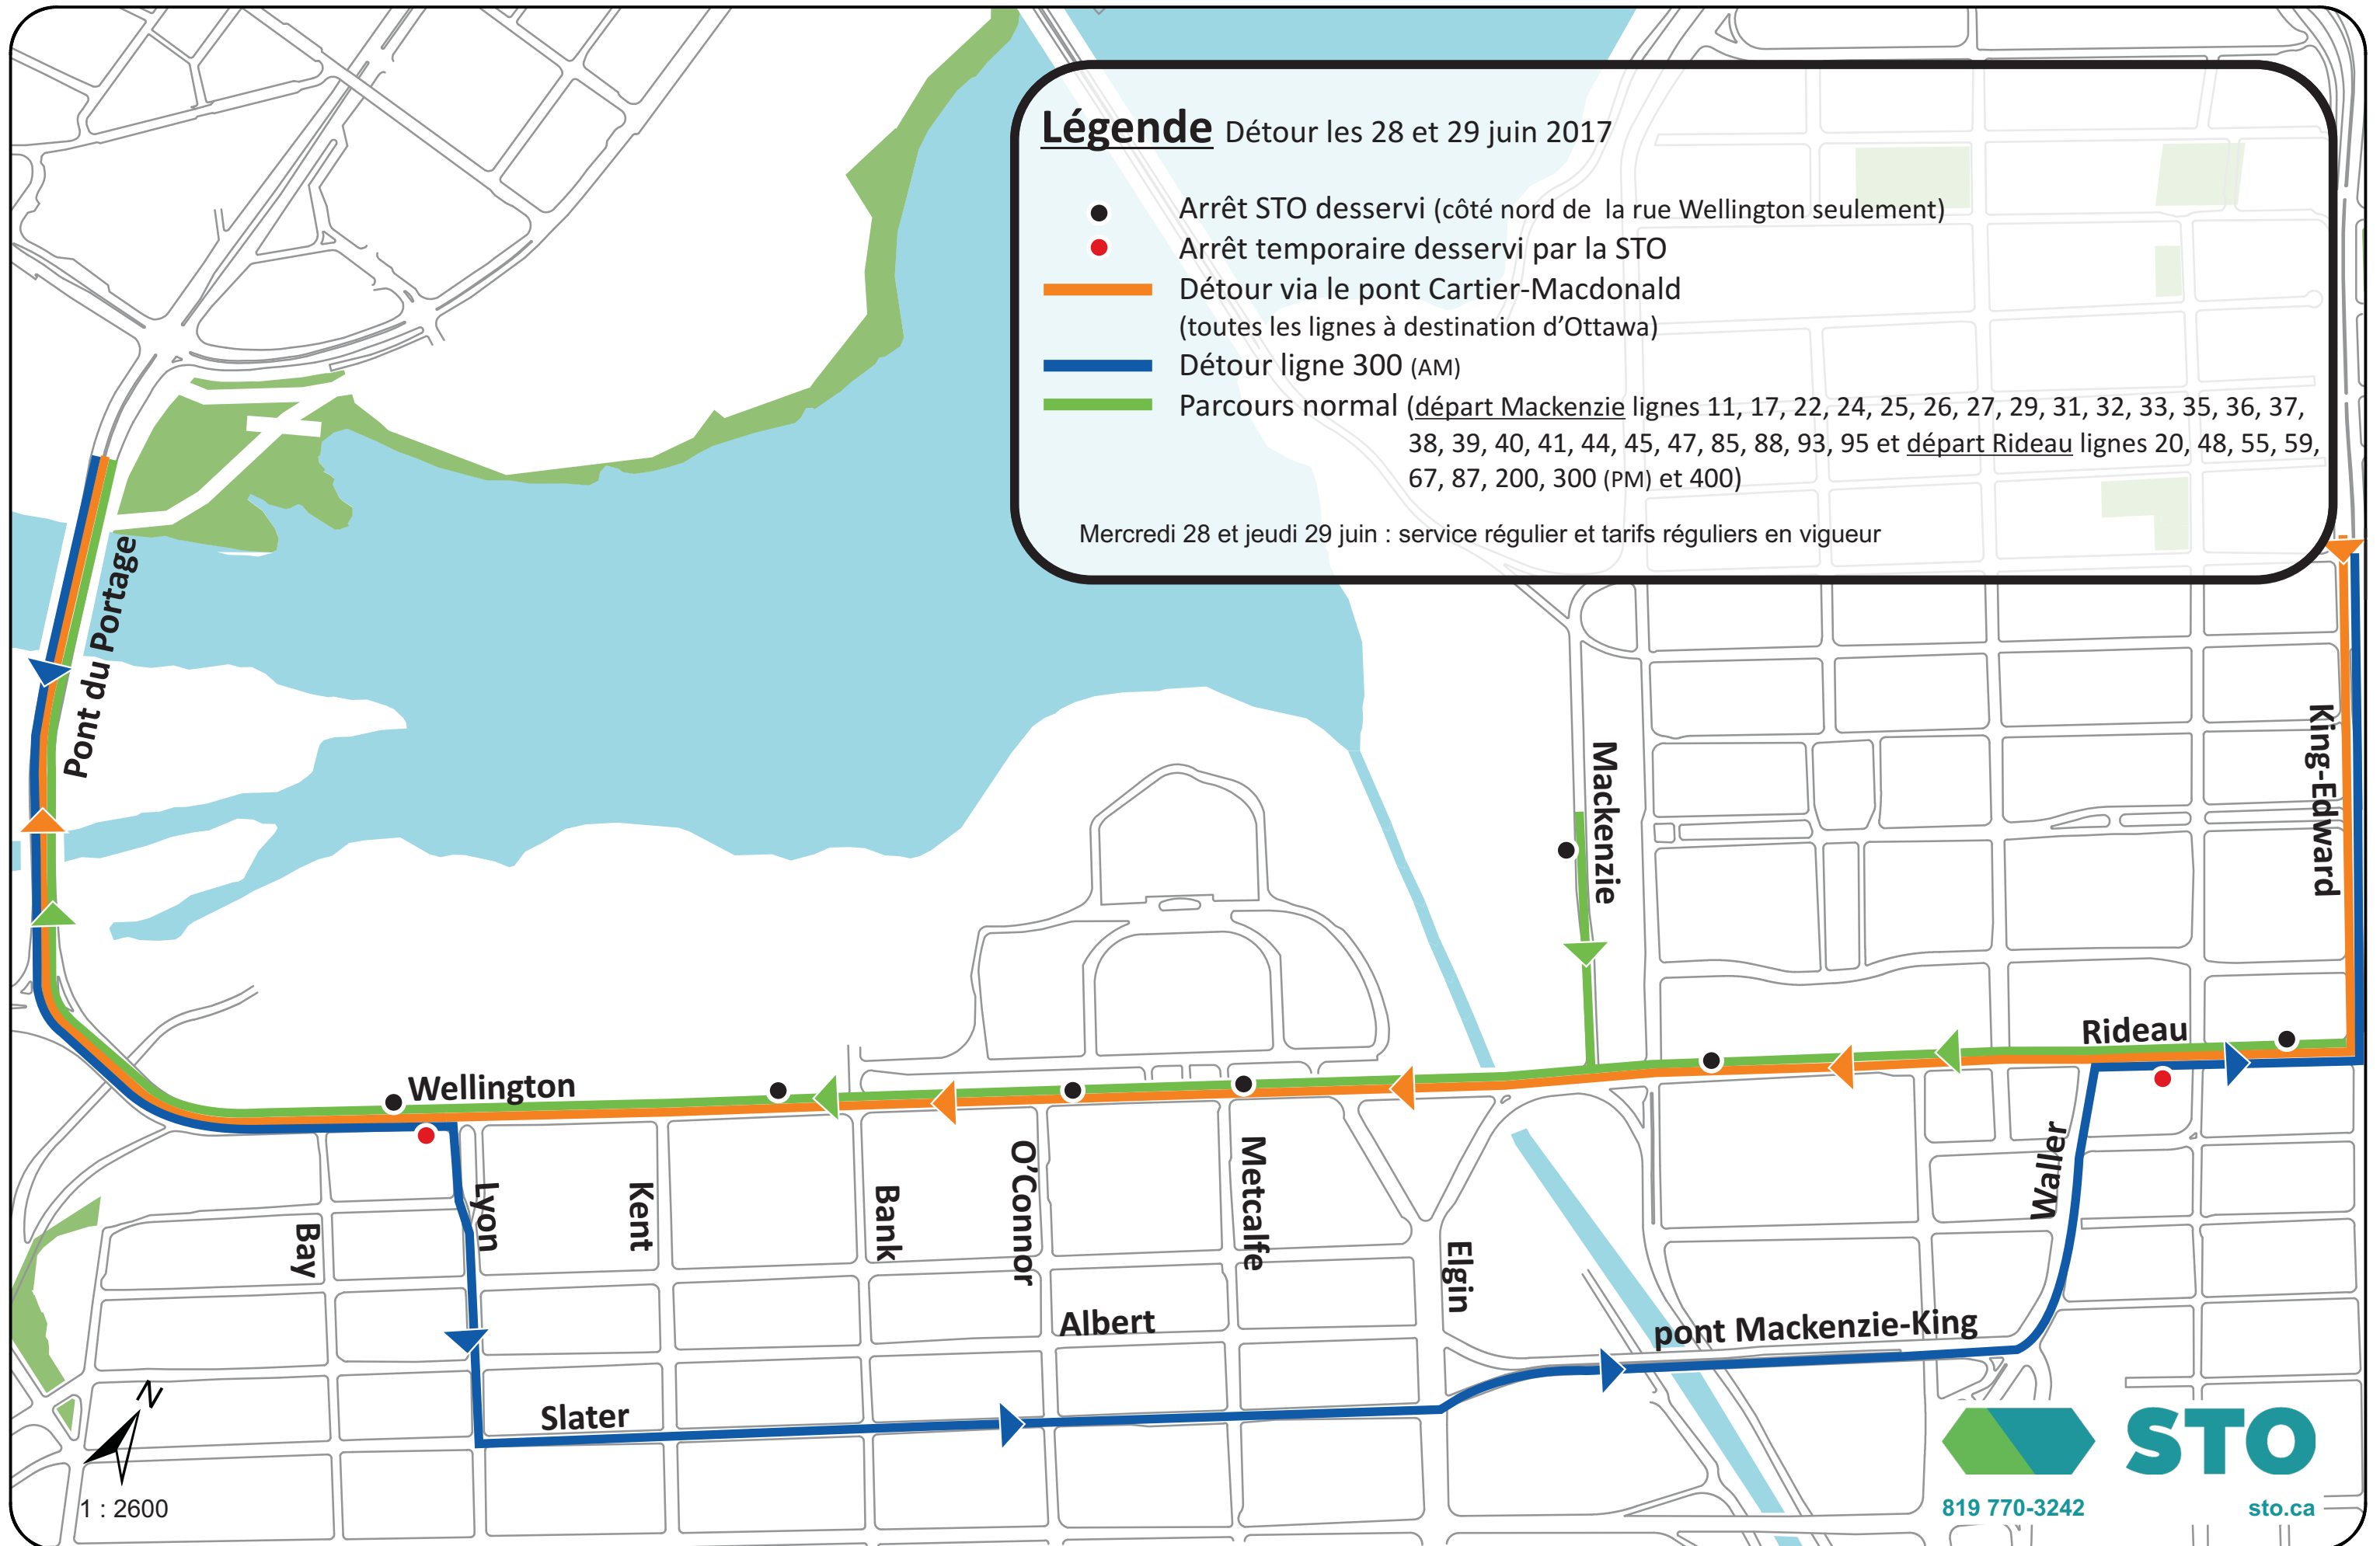 Légende Détour les 28 et 29 juin 2017
Arrêt STO desservi (côté nord de la rue Wellington seulement)
Arrêt temporaire desservi par la STO
Détour via le pont Cartier-Macdonald
(toutes les lignes à destination d’Ottawa)
Détour ligne 300 (AM)
Parcours normal (départ Mackenzie lignes 11, 17, 22, 24, 25, 26, 27, 29, 31, 32, 33, 35, 36, 37,
38, 39, 40, 41, 44, 45, 47, 85, 88, 93, 95 et départ Rideau lignes 20, 48, 55, 59,
67, 87, 200, 300 (PM) et 400)
Mercredi 28 et jeudi 29 juin : service régulier et tarifs réguliers en vigueur
Pont du Portage
Mackenzie
King-Edward
Rideau
Wellington
Bay
Lyon
Kent
Bank
O’Connor
Metcalfe
Elgin
Waller
Albert
pont Mackenzie-King
Slater
N
1 : 2600
STO
819 770-3242
sto.ca